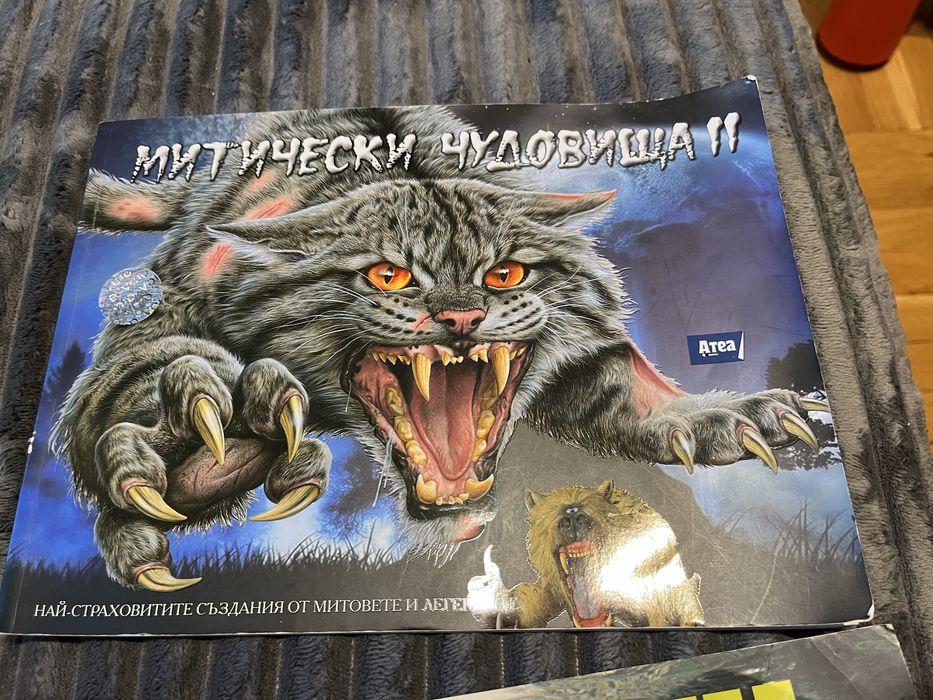 МИТИЧЕСКИ ЧУДОВИЩА II
Атеа
НАЙ-СТРАХОВИТИТЕ СЪЗДАНИЯ ОТ МИТОВЕТЕ И